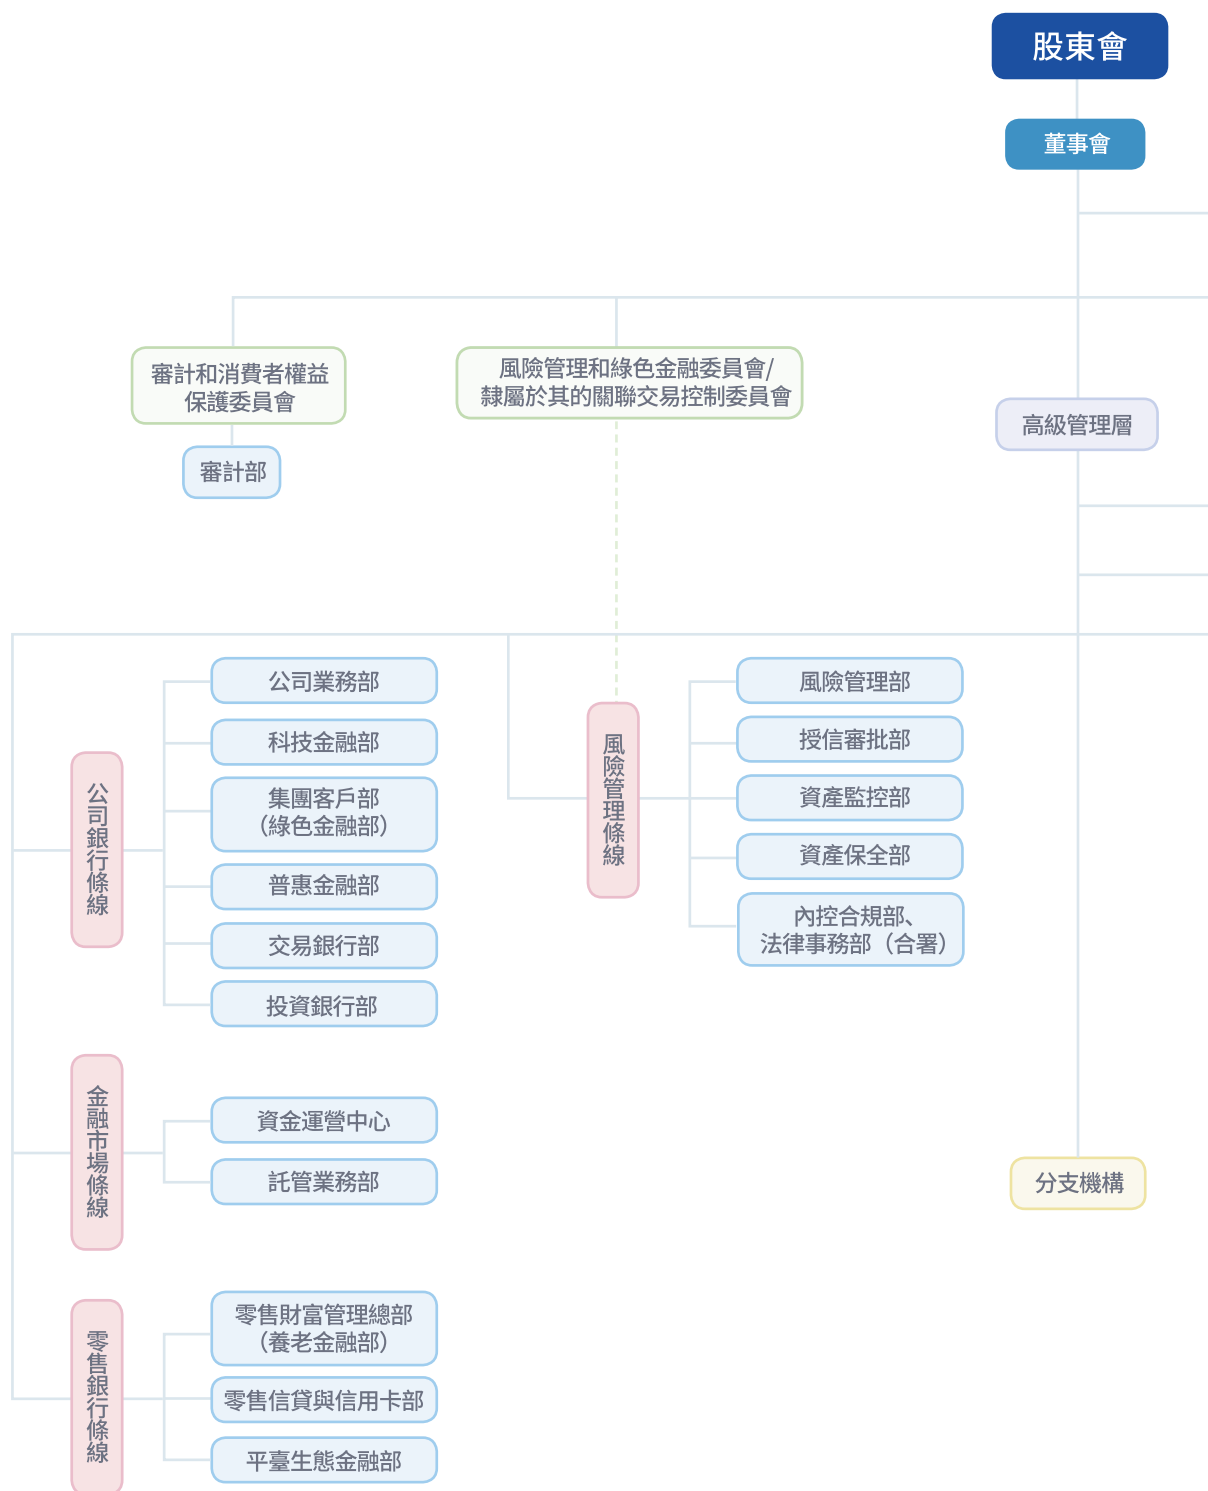 股東會
董事會
審計和消費者權益
保護委員會
審計部
風險管理和綠色金融委員會/
隸屬於其的關聯交易控制委員會
高級管理層
公司銀行條線
公司業務部
科技金融部
集團客戶部
（綠色金融部）
普惠金融部
交易銀行部
投資銀行部
風險管理條線
風險管理部
授信審批部
資產監控部
資產保全部
內控合規部、
法律事務部（合署）
金融市場條線
資金運營中心
託管業務部
分支機構
零售銀行條線
零售財富管理總部
（養老金融部）
零售信貸與信用卡部
平臺生態金融部